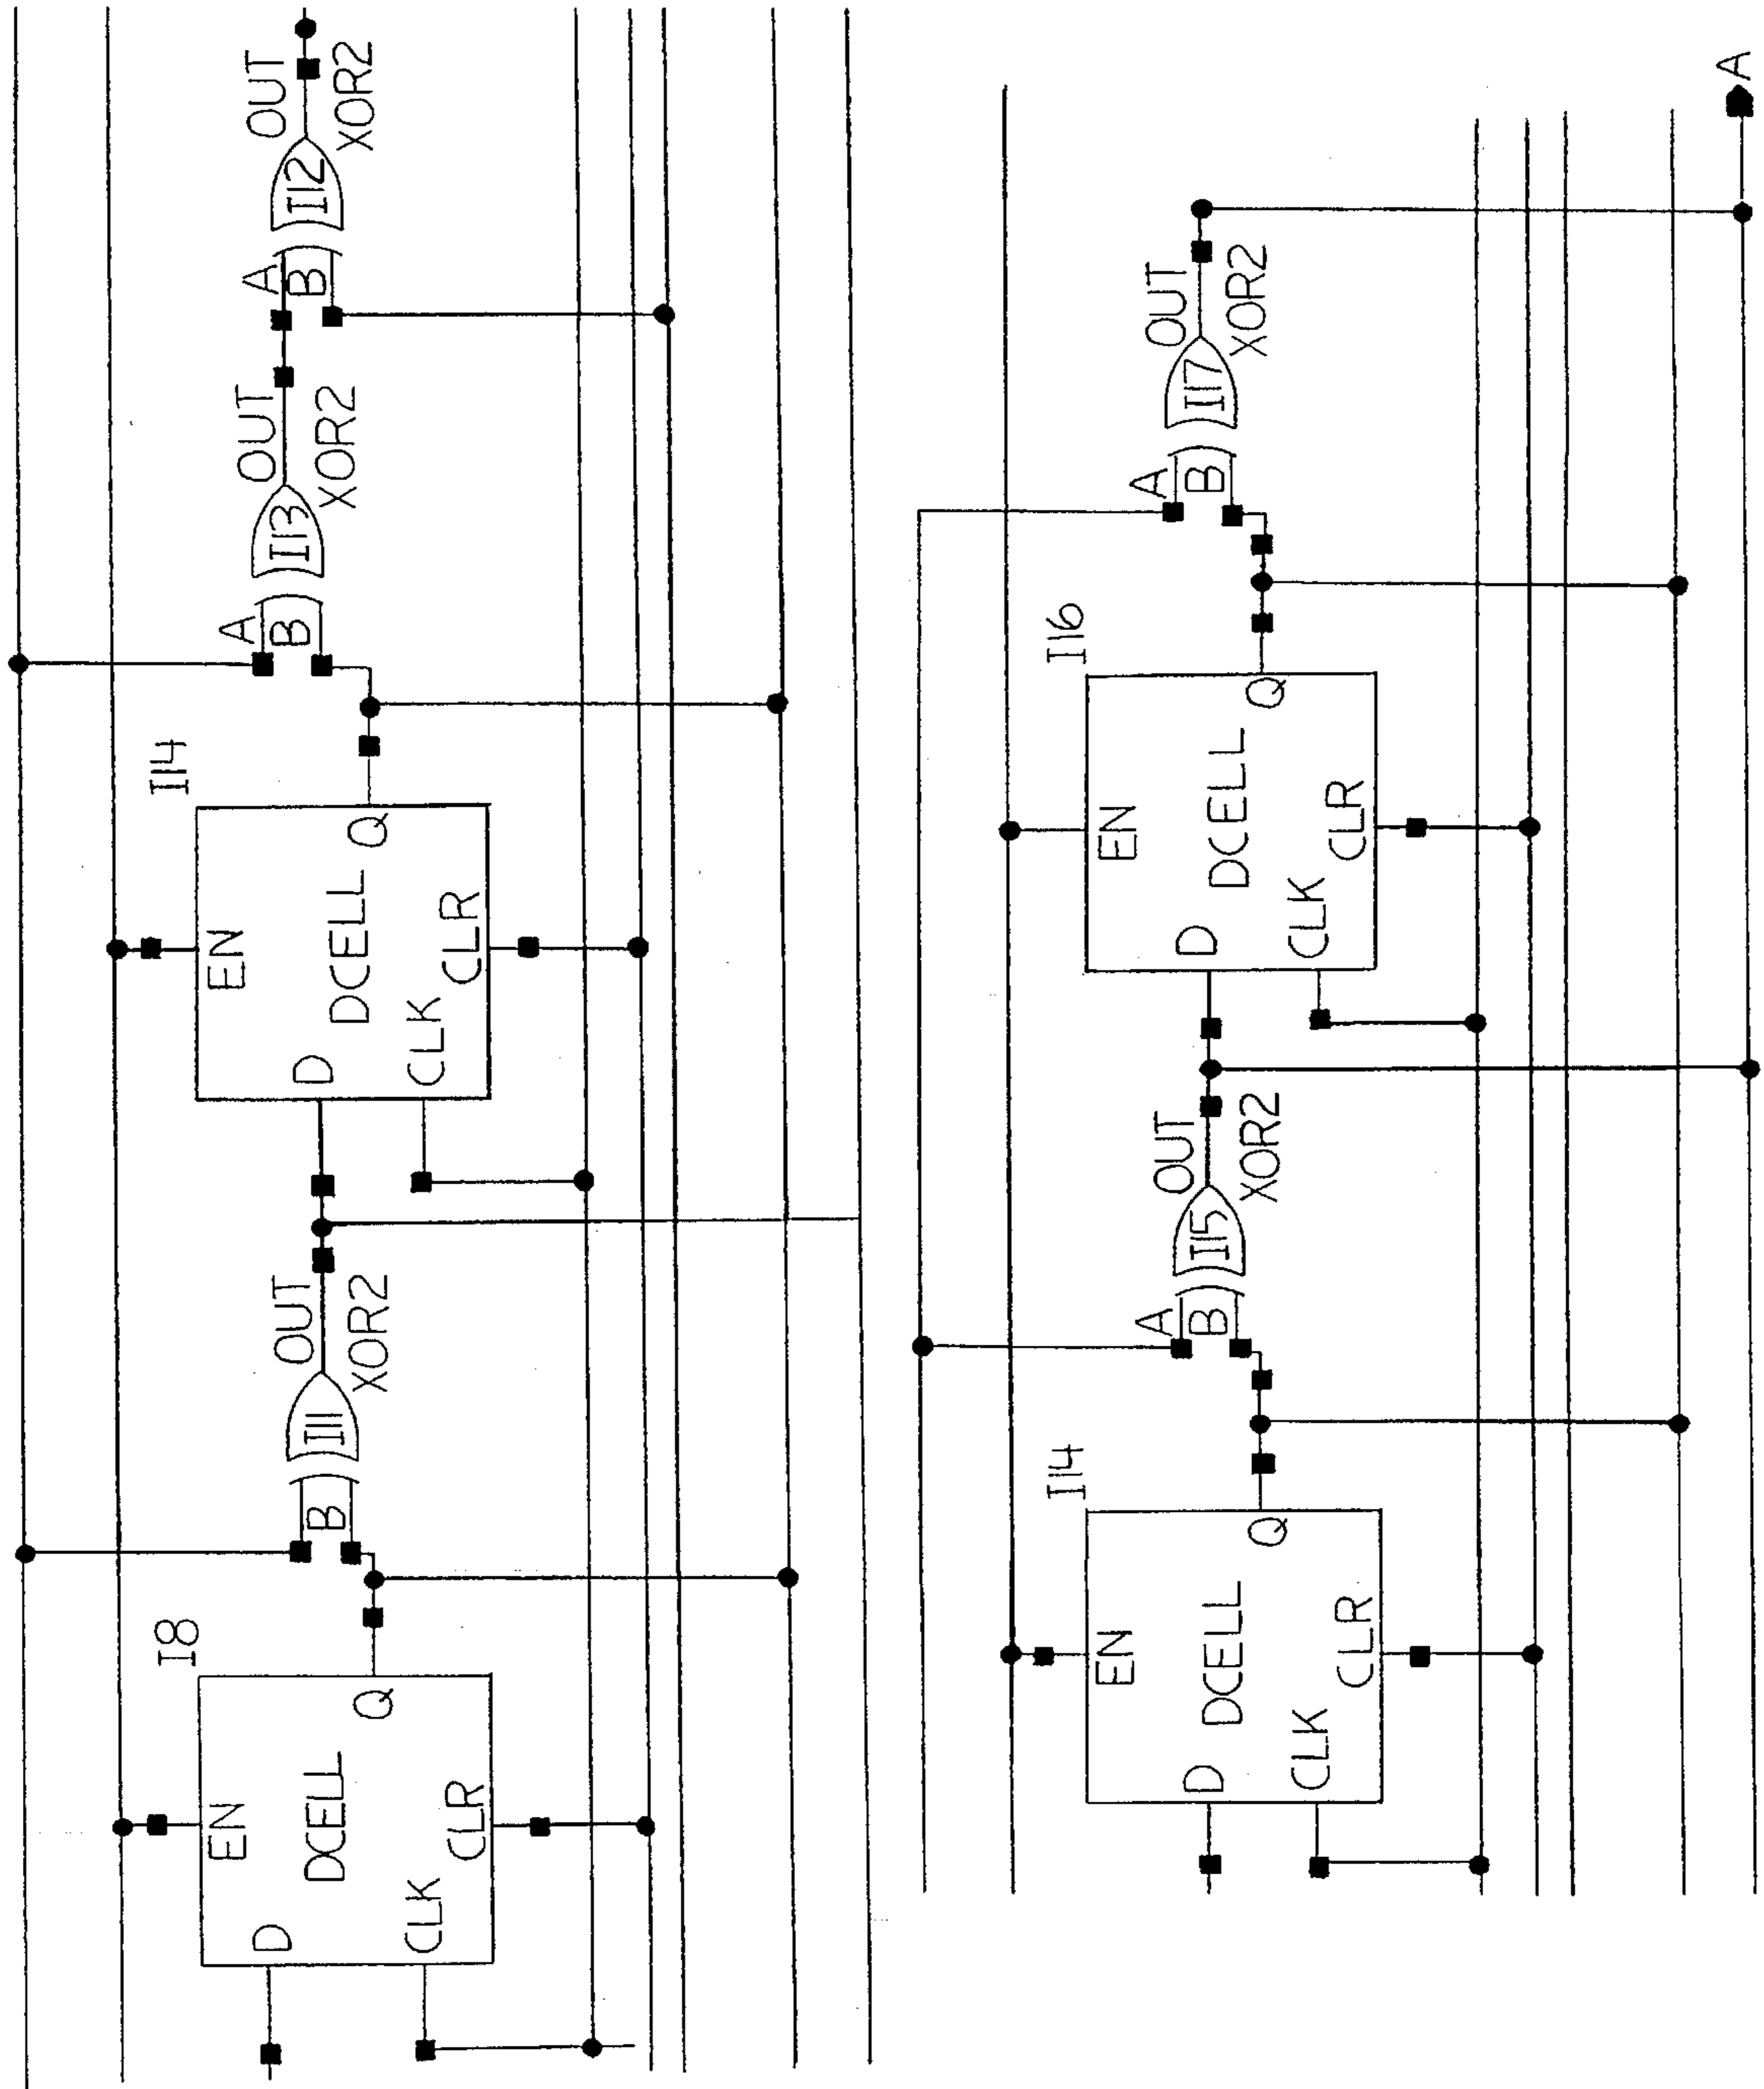 I8
EN
D
DCELL
Q
CLK
CLR
B
I11
OUT
XOR2
I14
EN
D
DCELL
Q
CLK
CLR
A
B
I13
OUT
XOR2
A
B
I12
OUT
XOR2
I14
EN
D
DCELL
Q
CLK
CLR
A
B
I15
OUT
XOR2
I16
EN
D
DCELL
Q
CLK
CLR
A
B
I17
OUT
XOR2
A